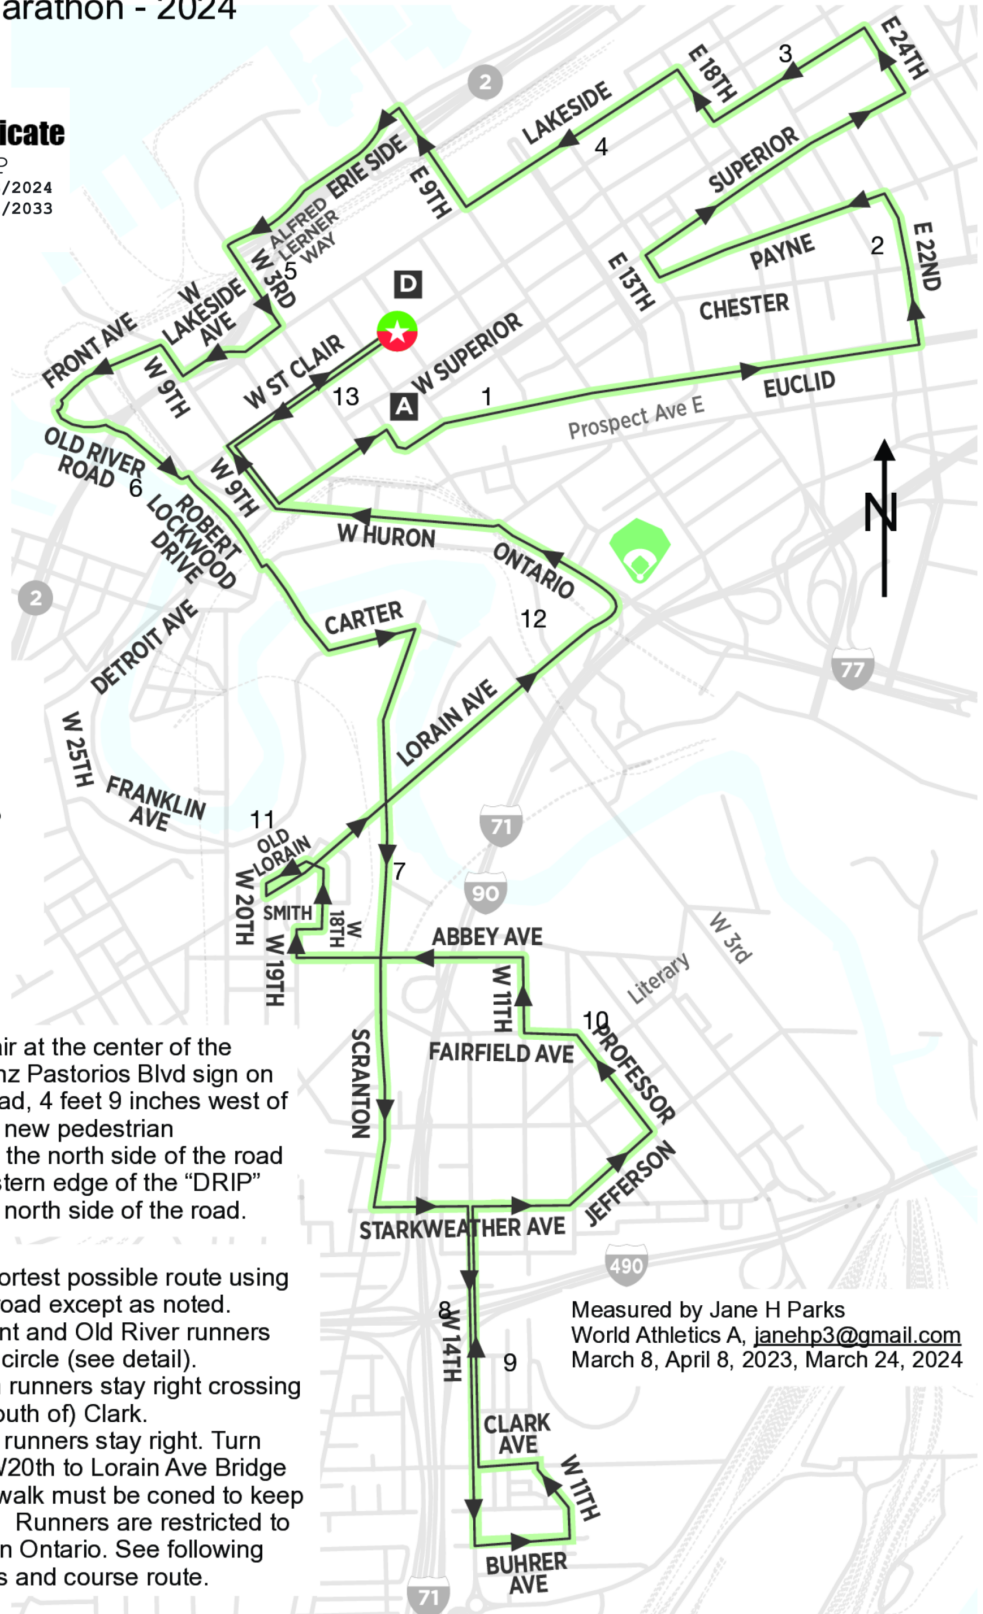 arathon - 2024
icate
/2024
/2033
E 24TH
3
E 18TH
2
LAKESIDE
4
SUPERIOR
ERIE SIDE
E 9TH
ALFRED
LERNER
WAY
W 3RD
5
E 13TH
PAYNE
2
E 22ND
CHESTER
D
W
LAKESIDE
AVE
FRONT AVE
W 9TH
W ST CLAIR
13
W SUPERIOR
A
1
EUCLID
Prospect Ave E
OLD RIVER
ROAD
6
W 9TH
ROBERT
LOCKWOOD
DRIVE
W HURON
ONTARIO
N
2
DETROIT AVE
CARTER
12
77
LORAIN AVE
W 25TH
FRANKLIN
AVE
11
OLD
LORAIN
71
7
90
W 20TH
SMITH
W
18TH
W 19TH
ABBEY AVE
W 3rd
Literary
W 11TH
10
PROFESSOR
FAIRFIELD AVE
SCRANTON
JEFFERSON
STARKWEATHER AVE
490
8
W 14TH
9
CLARK
AVE
W 11TH
BUHRER
AVE
71
air at the center of the
nz Pastorios Blvd sign on
ad, 4 feet 9 inches west of
new pedestrian
the north side of the road
stern edge of the “DRIP”
north side of the road.
ortest possible route using
road except as noted.
nt and Old River runners
circle (see detail).
runners stay right crossing
outh of) Clark.
runners stay right. Turn
W20th to Lorain Ave Bridge
walk must be coned to keep
Runners are restricted to
n Ontario. See following
s and course route.
Measured by Jane H Parks
World Athletics A, janehp3@gmail.com
March 8, April 8, 2023, March 24, 2024